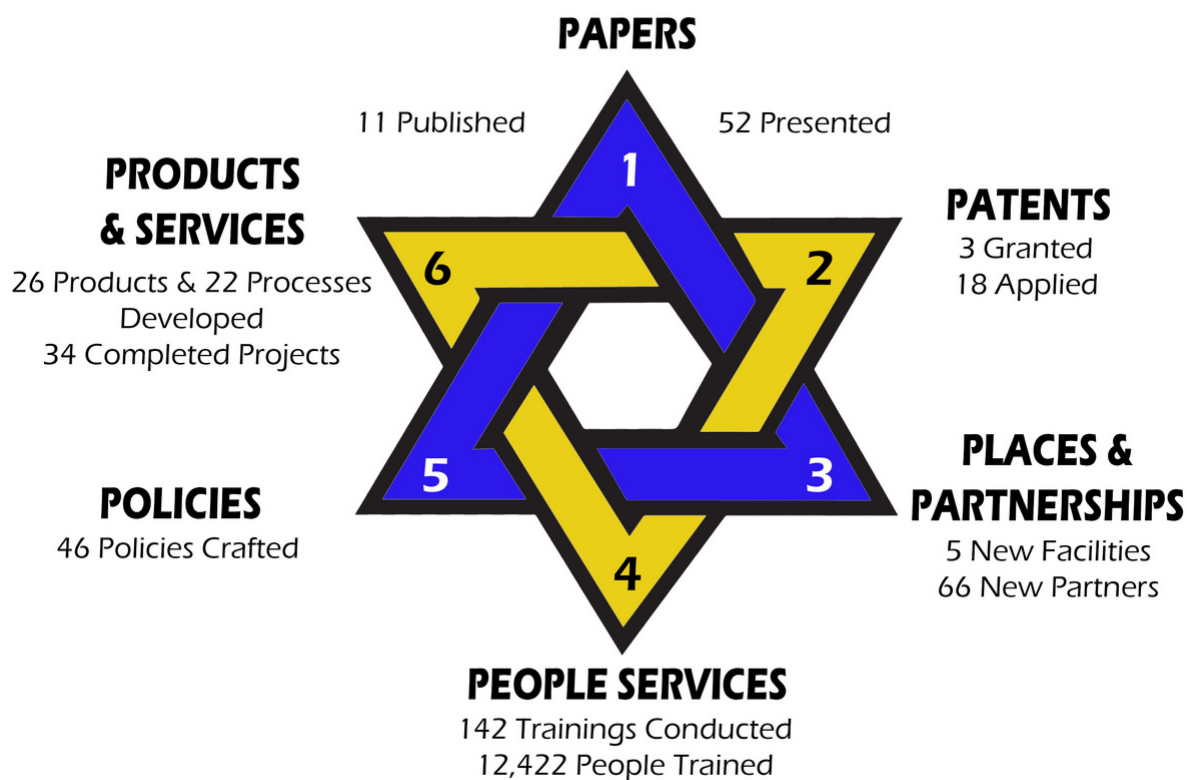 PAPERS
11 Published
52 Presented
1
PATENTS
3 Granted
18 Applied
2
PLACES &
PARTNERSHIPS
5 New Facilities
66 New Partners
3
PEOPLE SERVICES
142 Trainings Conducted
12,422 People Trained
4
POLICIES
46 Policies Crafted
5
PRODUCTS
& SERVICES
26 Products & 22 Processes
Developed
34 Completed Projects
6